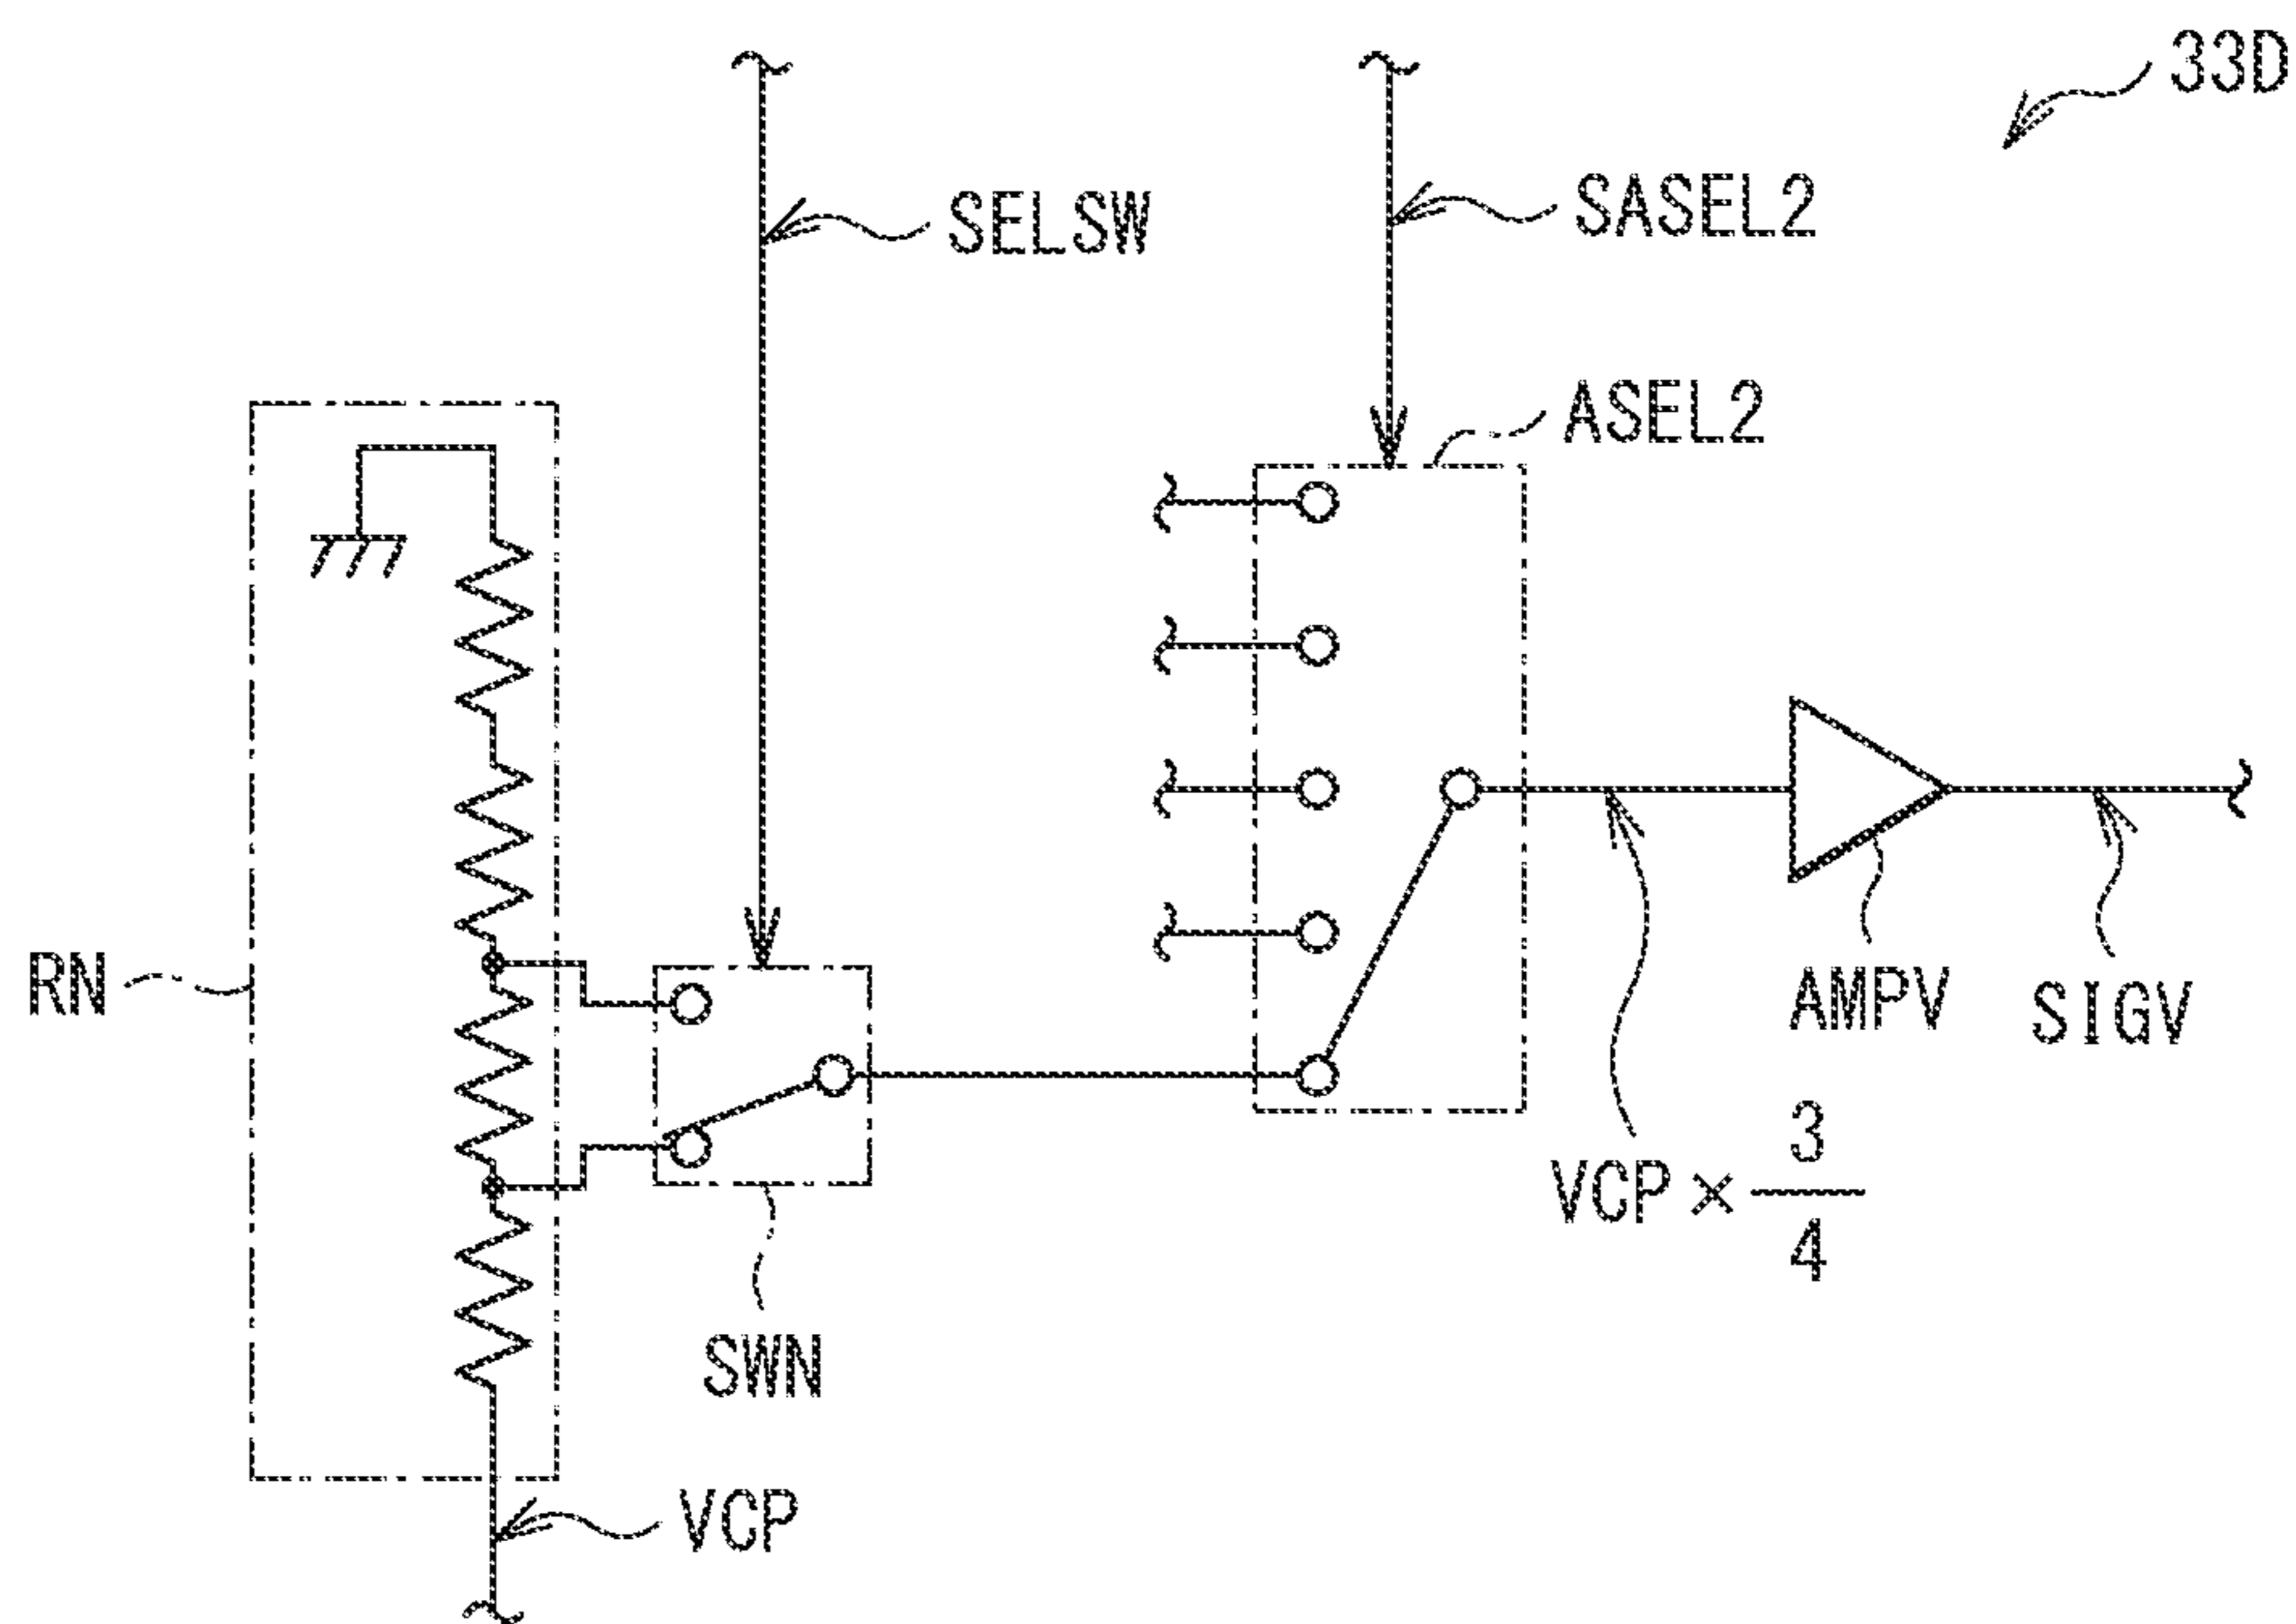 33D
SELSW
SASEL2
ASEL2
RN
AMPV
SIGV
VCP × 3/4
SWN
VCP